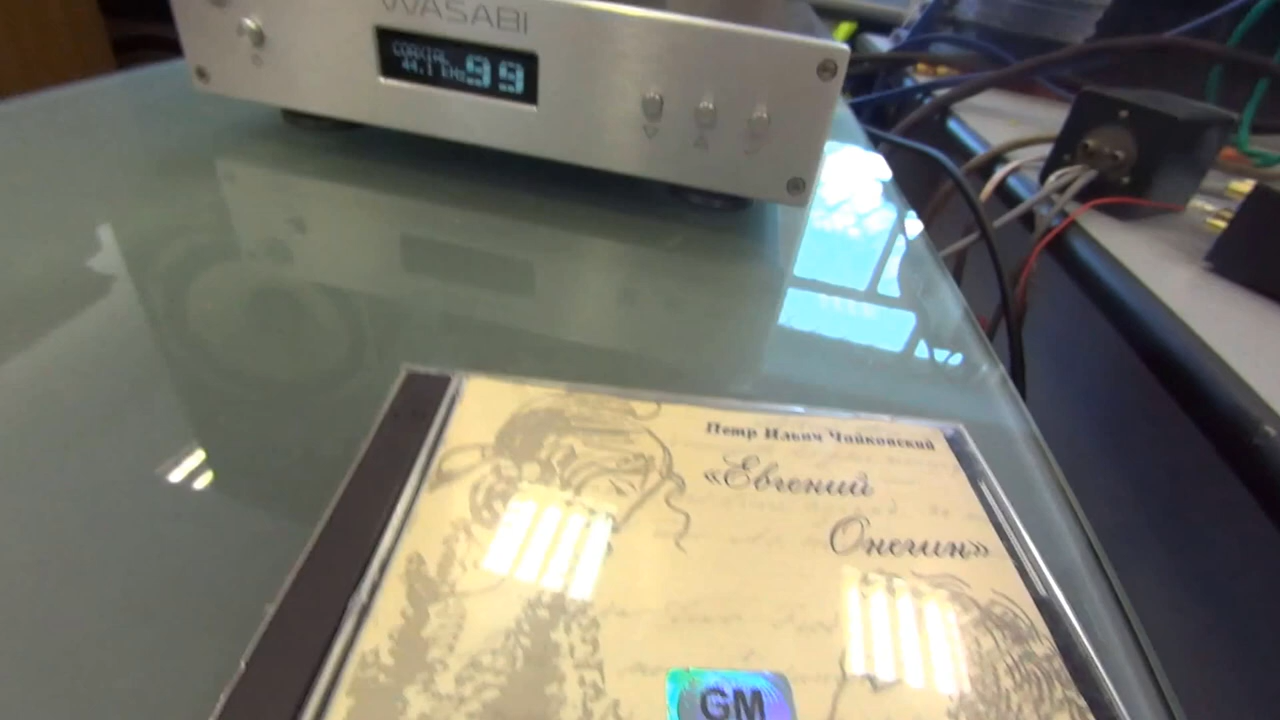 WASABI
COAXIAL
44.1 kHz 99
Петр Ильич Чайковский
«Евгений
Онегин»
GM